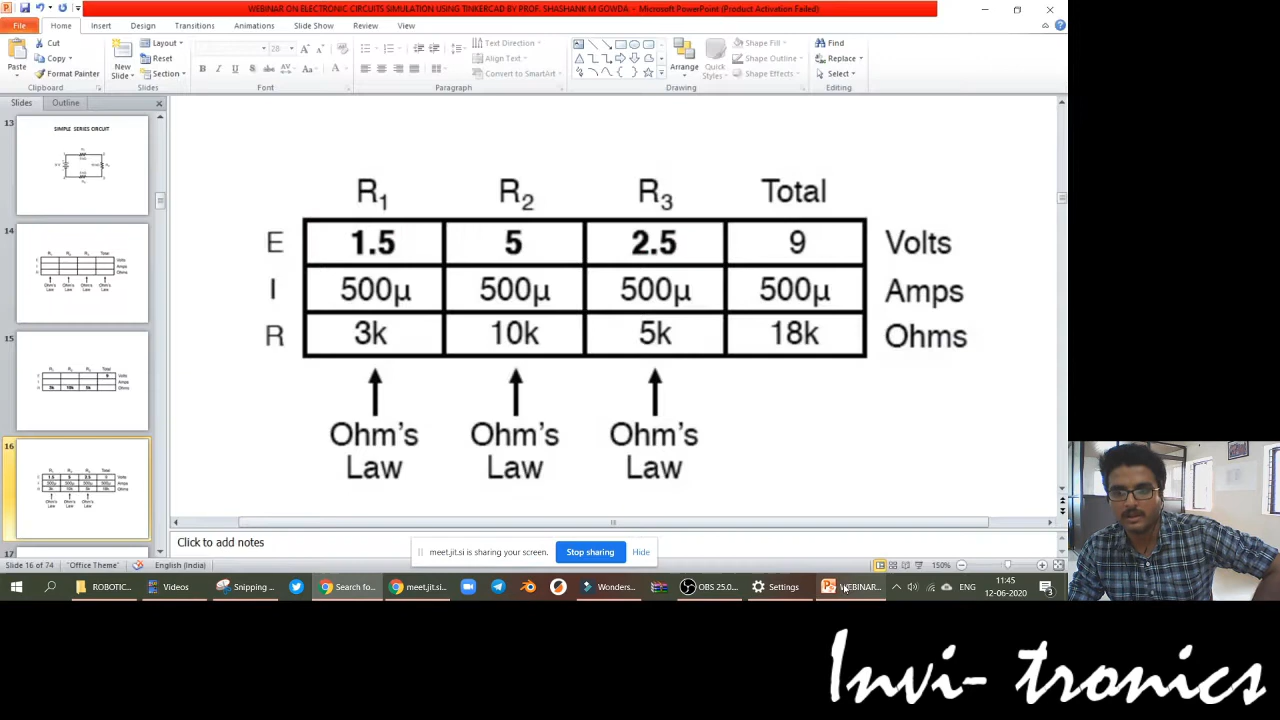 WEBINAR ON ELECTRONIC CIRCUITS SIMULATION USING TINKERCAD BY PROF. SHASHANK M GOWDA - Microsoft PowerPoint (Product Activation Failed)
File Home Insert Design Transitions Animations Slide Show Review View
Cut
Copy
Format Painter
Paste
Clipboard
New Slide
Layout
Reset
Section
Slides
28
Font
Text Direction
Align Text
Convert to SmartArt
Paragraph
Arrange
Quick Styles
Shape Fill
Shape Outline
Shape Effects
Drawing
Find
Replace
Select
Editing
Slides Outline
13
SIMPLE SERIES CIRCUIT
14
15
16
17
R1 R2 R3 Total
E 1.5 5 2.5 9 Volts
I 500µ 500µ 500µ 500µ Amps
R 3k 10k 5k 18k Ohms
Ohm's Ohm's Ohm's
Law Law Law
Click to add notes
meet.jit.si is sharing your screen. Stop sharing Hide
Slide 16 of 74 "Office Theme" English (India) 150%
ROBOTIC... Videos Snipping ... Search fo... meet.jit.si... Wonders... OBS 25.0... Settings WEBINAR... ENG
11:45
12-06-2020
3
Invi- tronics